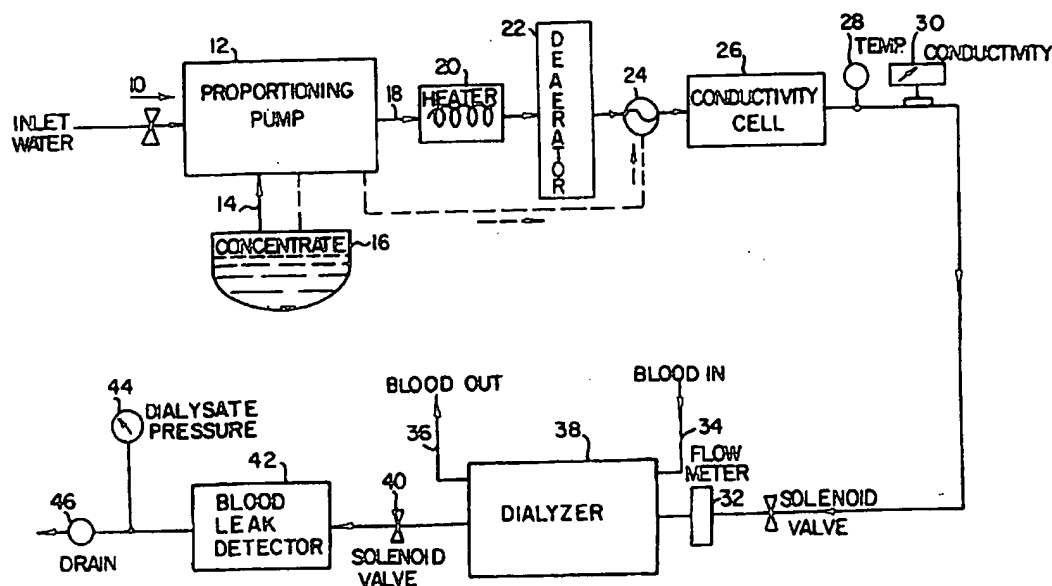 12
PROPORTIONING
PUMP
10
INLET
WATER
14
CONCENTRATE
16
18
20
HEATER
22
DEAERATOR
24
26
CONDUCTIVITY
CELL
28
TEMP.
30
CONDUCTIVITY
BLOOD OUT
BLOOD IN
44
DIALYSATE
PRESSURE
36
38
34
FLOW
METER
42
40
32
46
BLOOD
LEAK
DETECTOR
DIALYZER
SOLENOID
VALVE
SOLENOID
VALVE
DRAIN